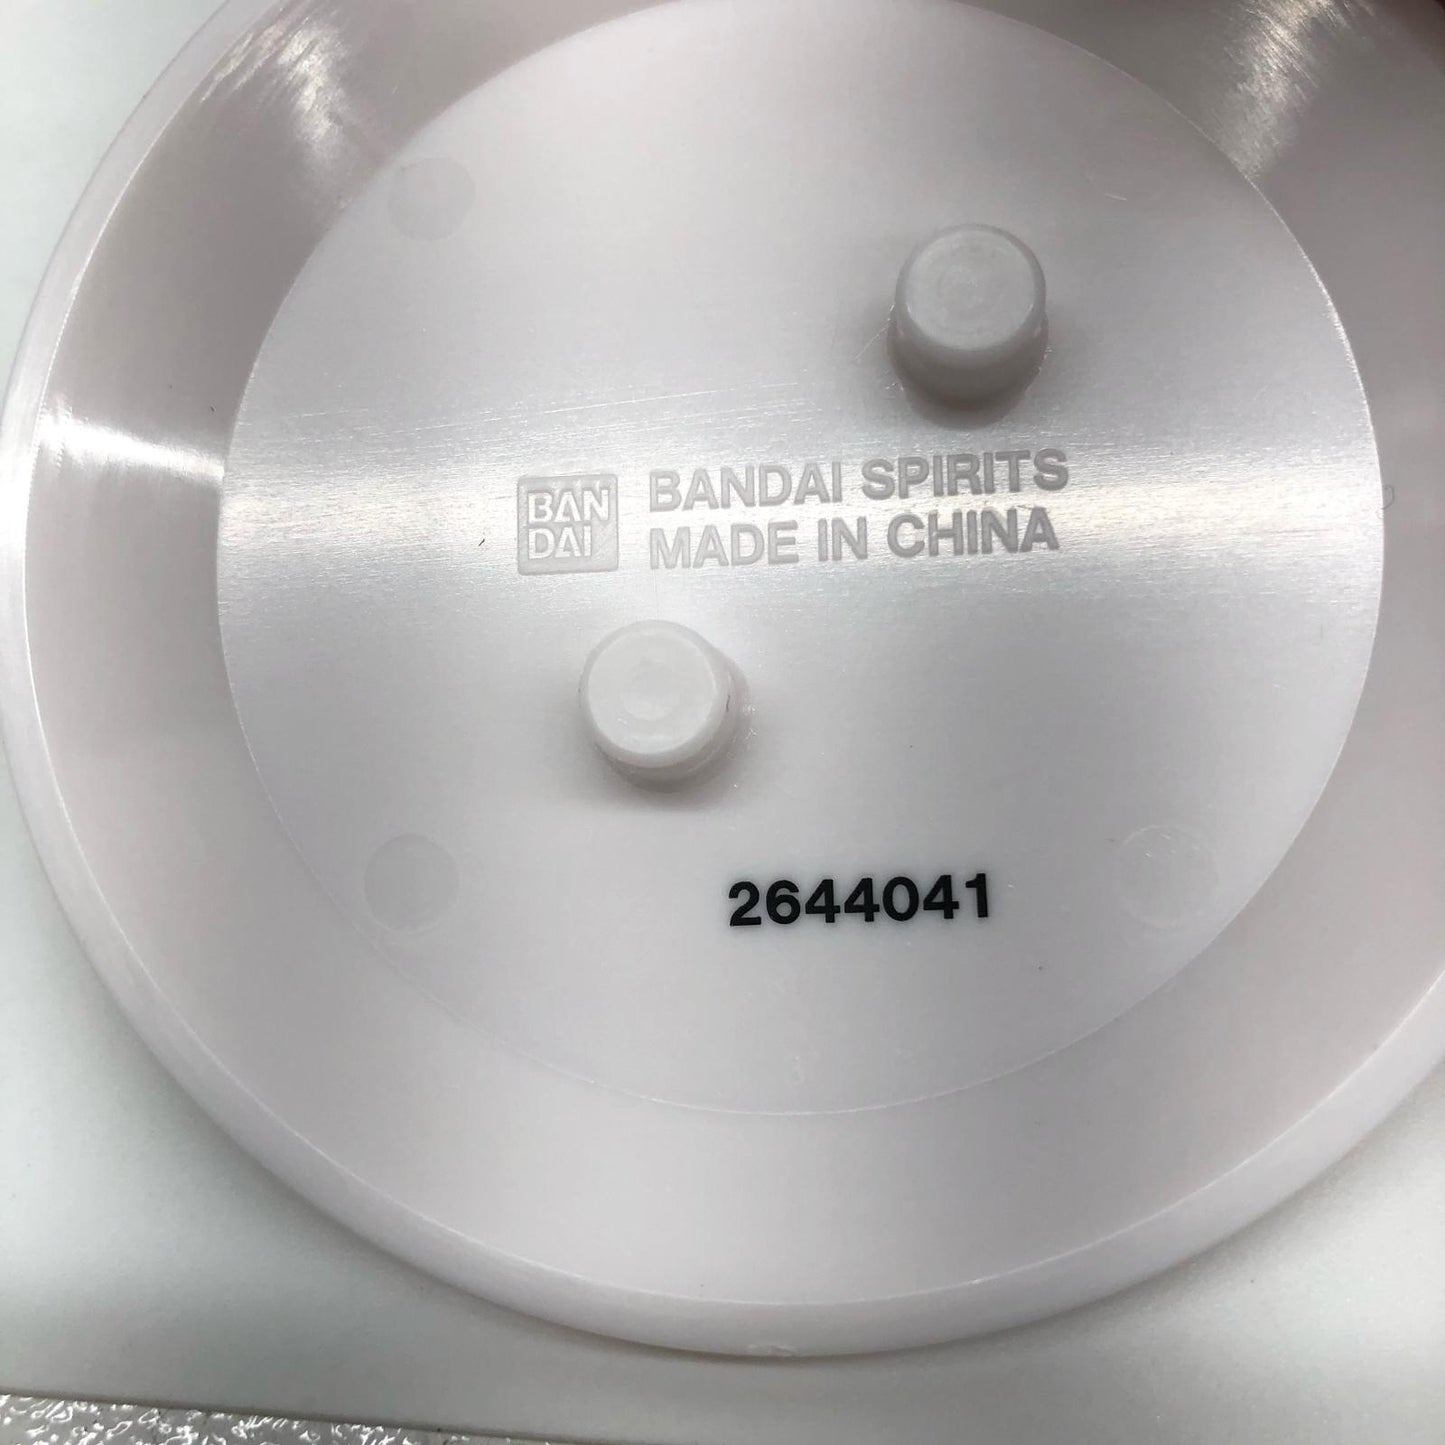 BAN
DAI
BANDAI SPIRITS
MADE IN CHINA
2644041